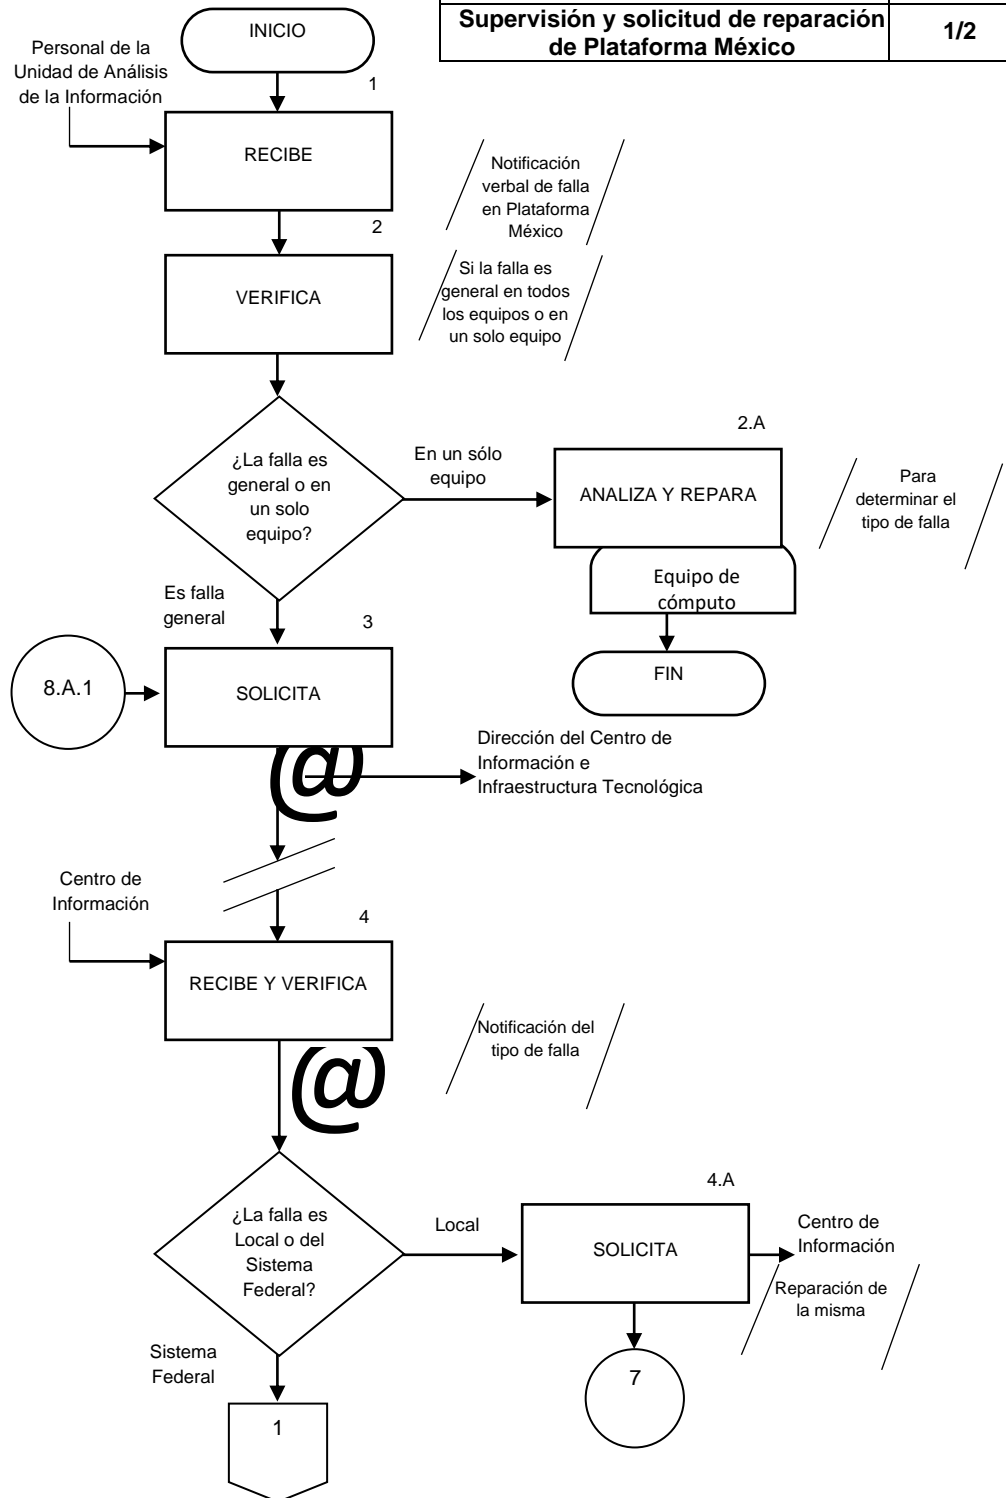 Supervisión y solicitud de reparación
de Plataforma México
1/2
INICIO
Personal de la
Unidad de Análisis
de la Información
1
RECIBE
Notificación
verbal de falla
en Plataforma
México
2
VERIFICA
Si la falla es
general en todos
los equipos o en
un solo equipo
¿La falla es
general o en
un solo
equipo?
En un sólo
equipo
2.A
ANALIZA Y REPARA
Para
determinar el
tipo de falla
Equipo de
cómputo
FIN
Es falla
general
3
8.A.1
SOLICITA
@
Dirección del Centro de
Información e
Infraestructura Tecnológica
Centro de
Información
4
RECIBE Y VERIFICA
Notificación del
tipo de falla
@
¿La falla es
Local o del
Sistema
Federal?
Local
4.A
SOLICITA
Centro de
Información
Reparación de
la misma
Sistema
Federal
7
1